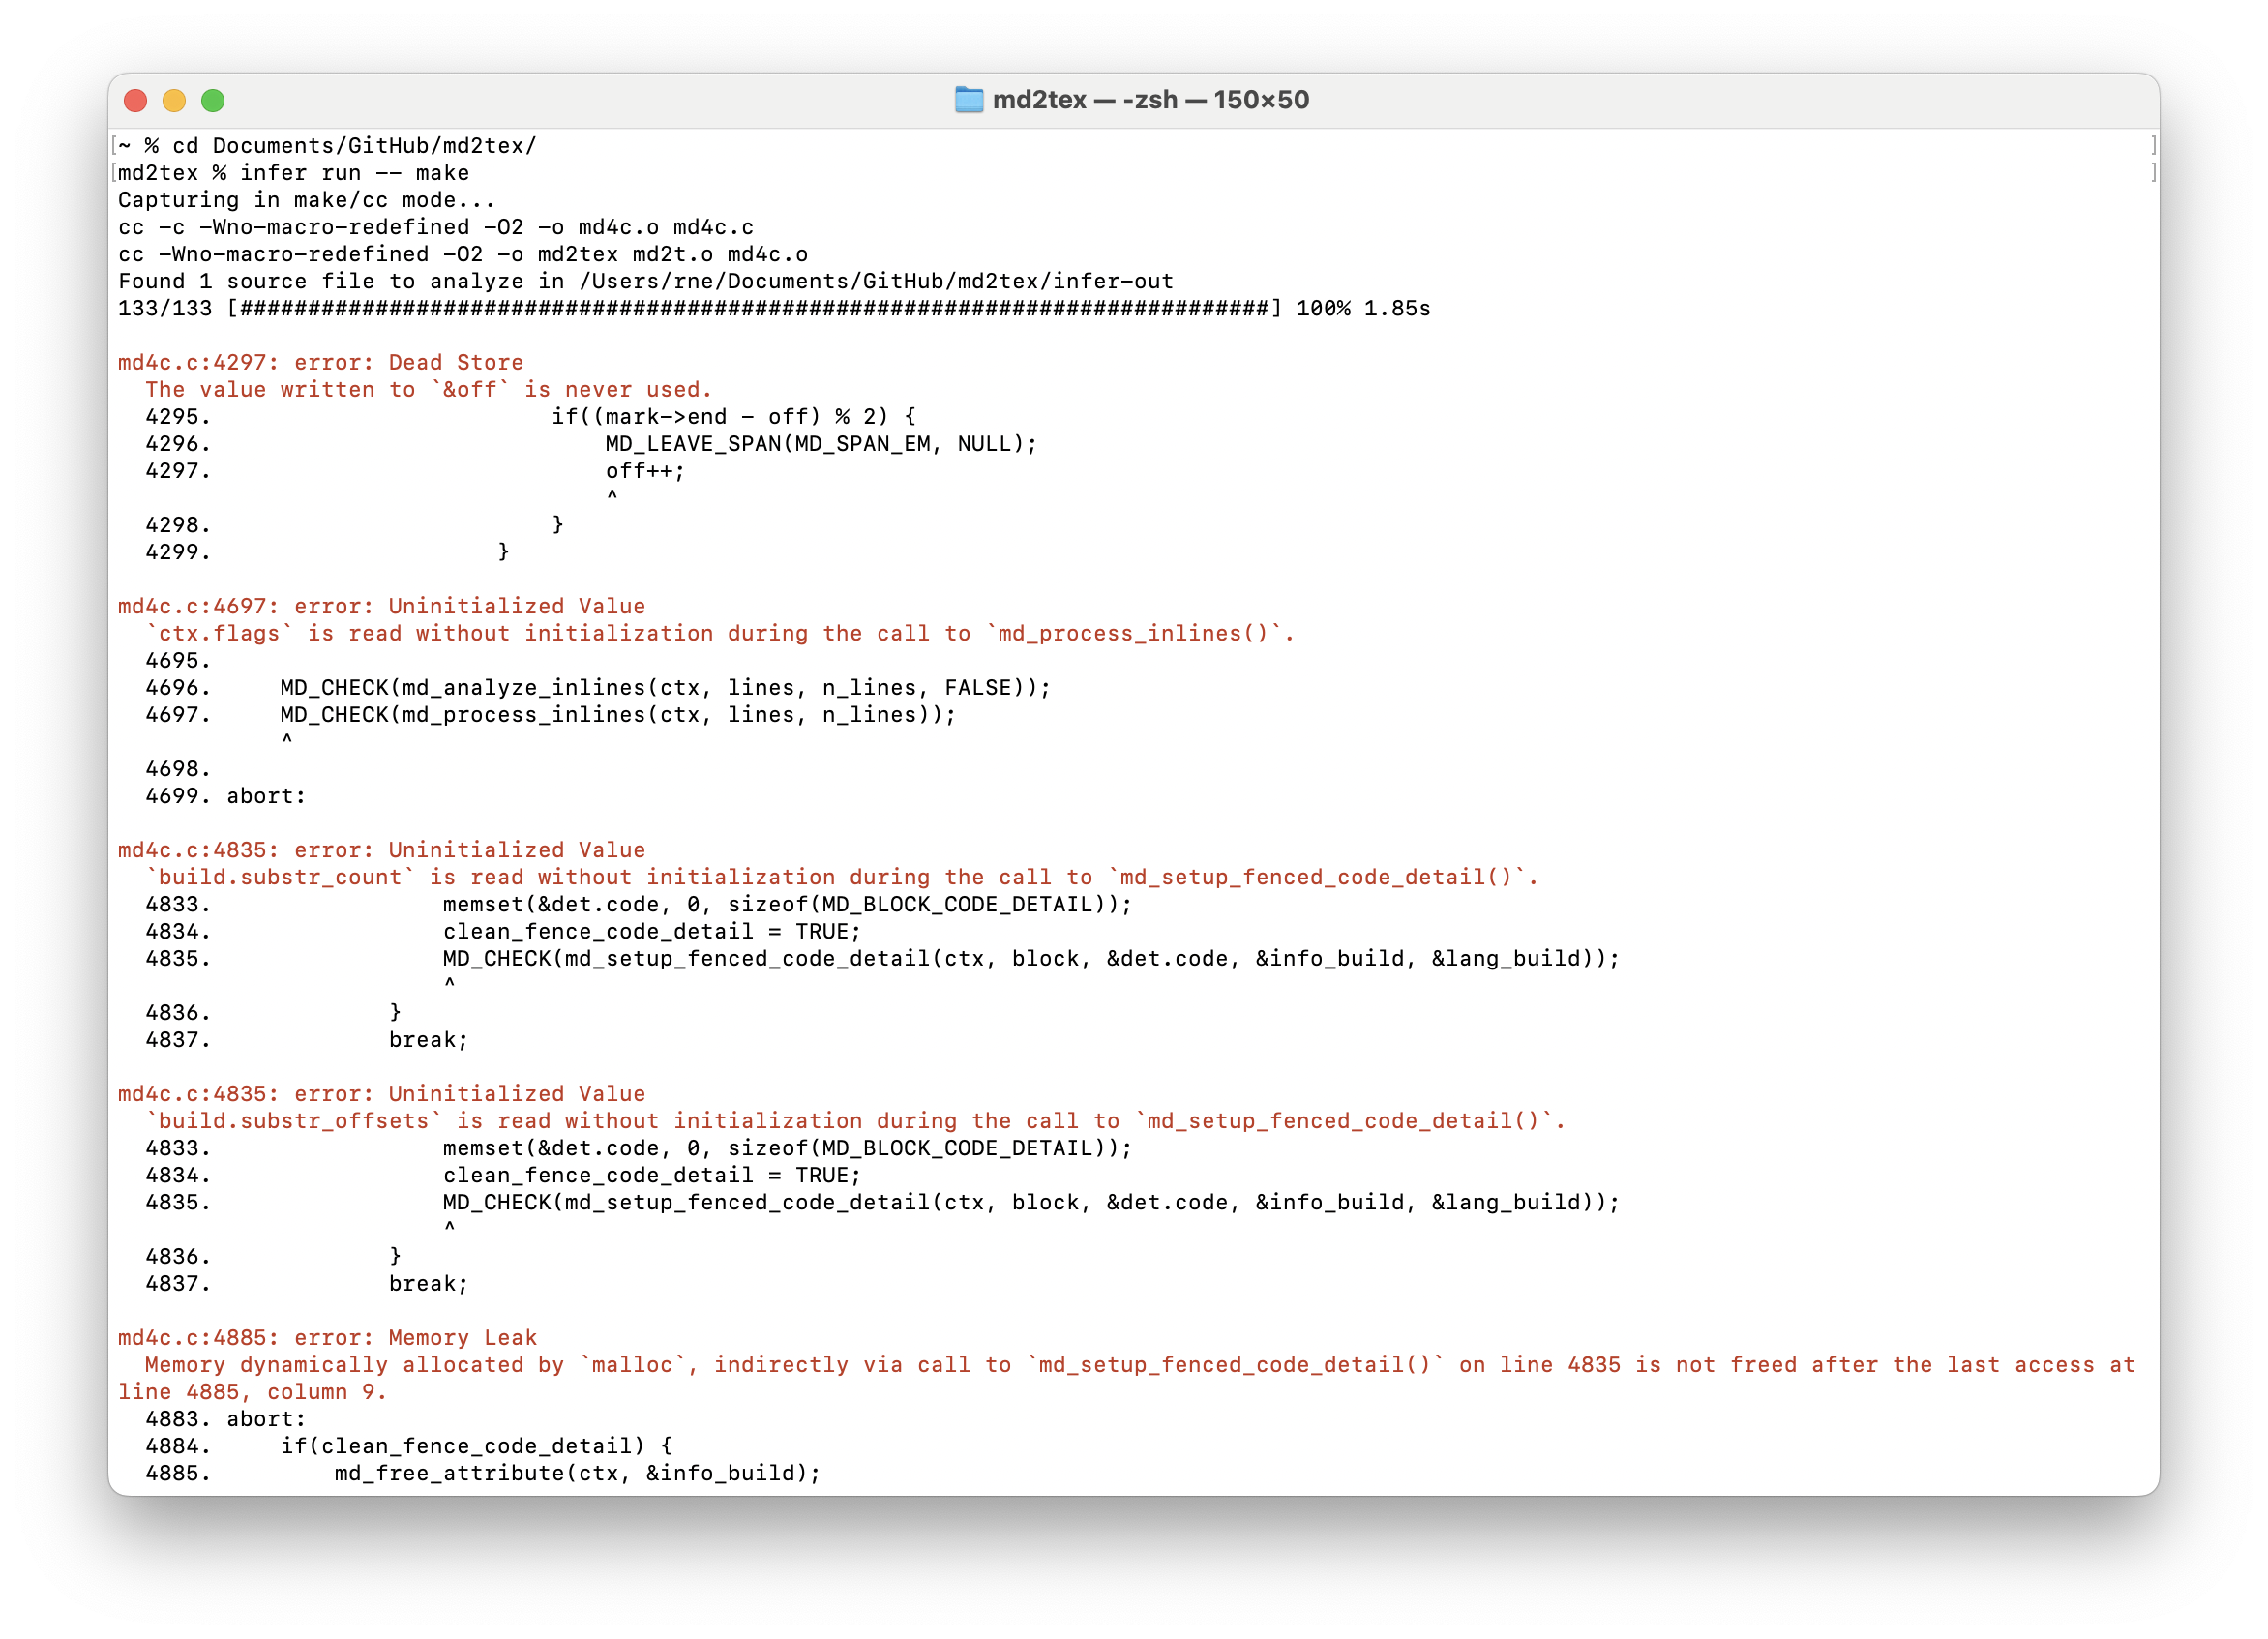 md2tex — -zsh — 150×50
[~ % cd Documents/GitHub/md2tex/ ]
[md2tex % infer run -- make ]
Capturing in make/cc mode...
cc -c -Wno-macro-redefined -O2 -o md4c.o md4c.c
cc -Wno-macro-redefined -O2 -o md2tex md2t.o md4c.o
Found 1 source file to analyze in /Users/rne/Documents/GitHub/md2tex/infer-out
133/133 [############################################################################] 100% 1.85s

md4c.c:4297: error: Dead Store
  The value written to `&off` is never used.
  4295.                         if((mark->end - off) % 2) {
  4296.                             MD_LEAVE_SPAN(MD_SPAN_EM, NULL);
  4297.                             off++;
                                    ^
  4298.                         }
  4299.                     }

md4c.c:4697: error: Uninitialized Value
  `ctx.flags` is read without initialization during the call to `md_process_inlines()`.
  4695.
  4696.     MD_CHECK(md_analyze_inlines(ctx, lines, n_lines, FALSE));
  4697.     MD_CHECK(md_process_inlines(ctx, lines, n_lines));
            ^
  4698.
  4699. abort:

md4c.c:4835: error: Uninitialized Value
  `build.substr_count` is read without initialization during the call to `md_setup_fenced_code_detail()`.
  4833.                 memset(&det.code, 0, sizeof(MD_BLOCK_CODE_DETAIL));
  4834.                 clean_fence_code_detail = TRUE;
  4835.                 MD_CHECK(md_setup_fenced_code_detail(ctx, block, &det.code, &info_build, &lang_build));
                        ^
  4836.             }
  4837.             break;

md4c.c:4835: error: Uninitialized Value
  `build.substr_offsets` is read without initialization during the call to `md_setup_fenced_code_detail()`.
  4833.                 memset(&det.code, 0, sizeof(MD_BLOCK_CODE_DETAIL));
  4834.                 clean_fence_code_detail = TRUE;
  4835.                 MD_CHECK(md_setup_fenced_code_detail(ctx, block, &det.code, &info_build, &lang_build));
                        ^
  4836.             }
  4837.             break;

md4c.c:4885: error: Memory Leak
  Memory dynamically allocated by `malloc`, indirectly via call to `md_setup_fenced_code_detail()` on line 4835 is not freed after the last access at
line 4885, column 9.
  4883. abort:
  4884.     if(clean_fence_code_detail) {
  4885.         md_free_attribute(ctx, &info_build);